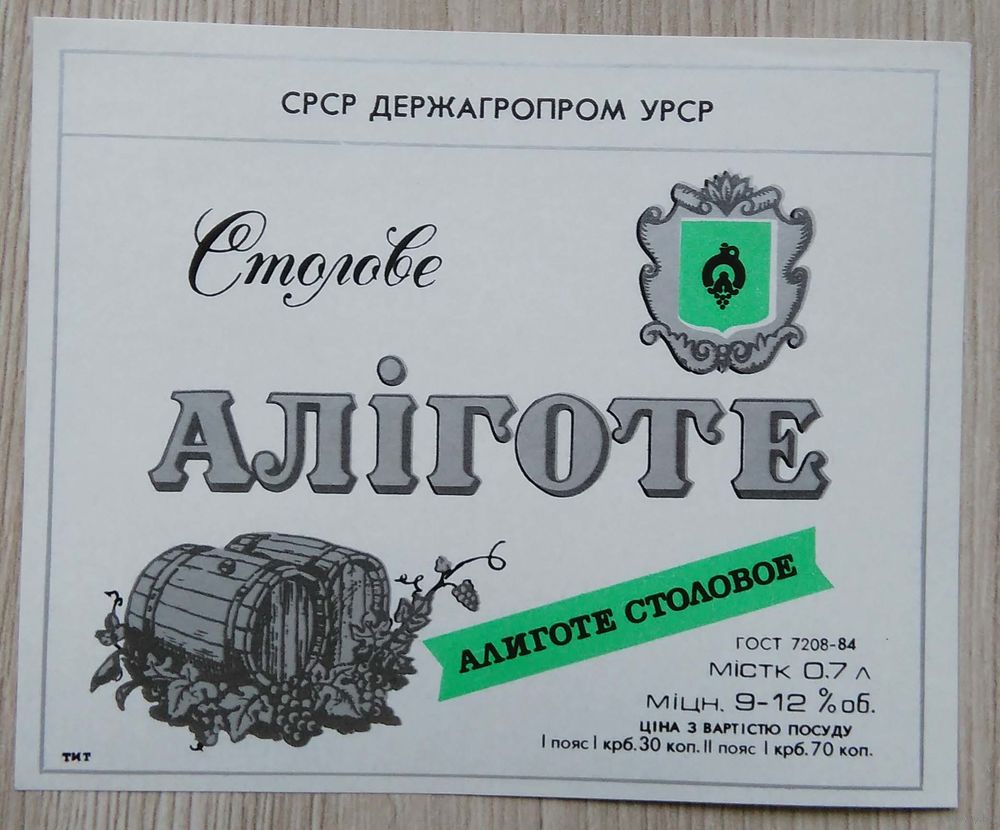 СРСР ДЕРЖАГРОПРОМ УРСР
Столове
АЛІГОТЕ
АЛИГОТЕ СТОЛОВОЕ
ГОСТ 7208-84
МІСТК 0.7 л
МІЦН. 9-12 % об.
ЦІНА З ВАРТІСТЮ ПОСУДУ
I пояс I крб. 30 коп. II пояс I крб. 70 коп.
ТИТ